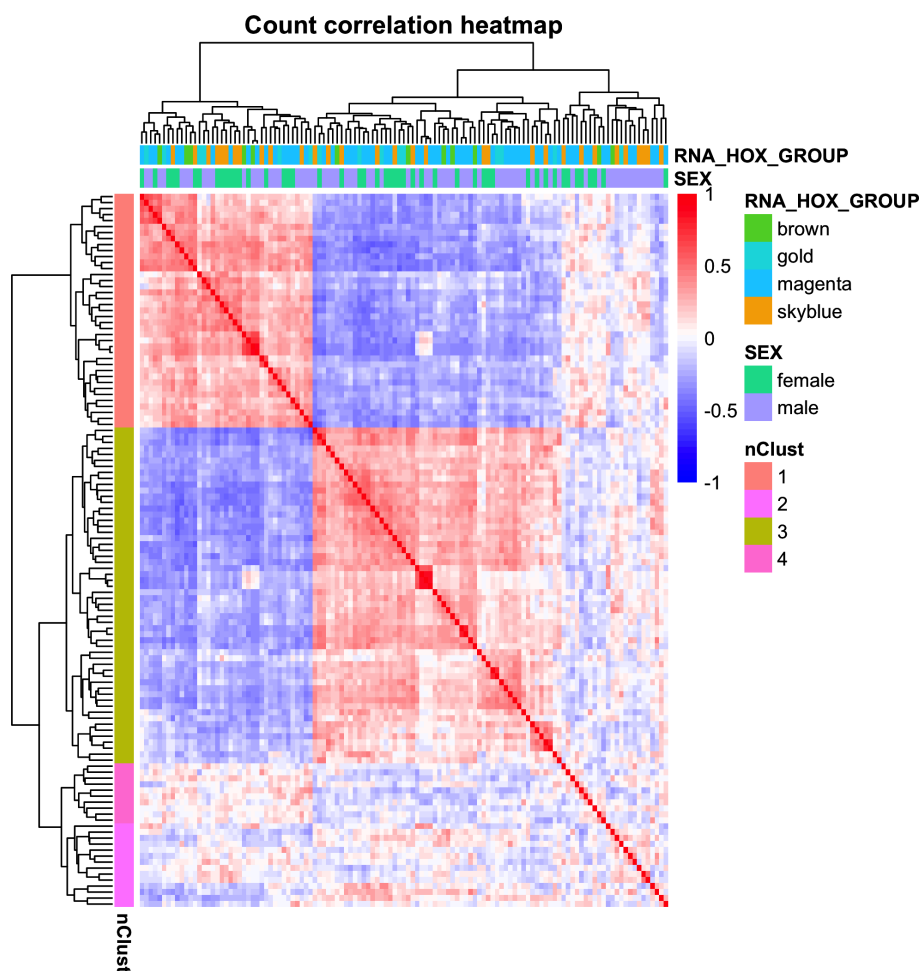 Count correlation heatmap
RNA_HOX_GROUP
SEX
1
0.5
0
-0.5
-1
RNA_HOX_GROUP
brown
gold
magenta
skyblue
SEX
female
male
nClust
1
2
3
4
nClust